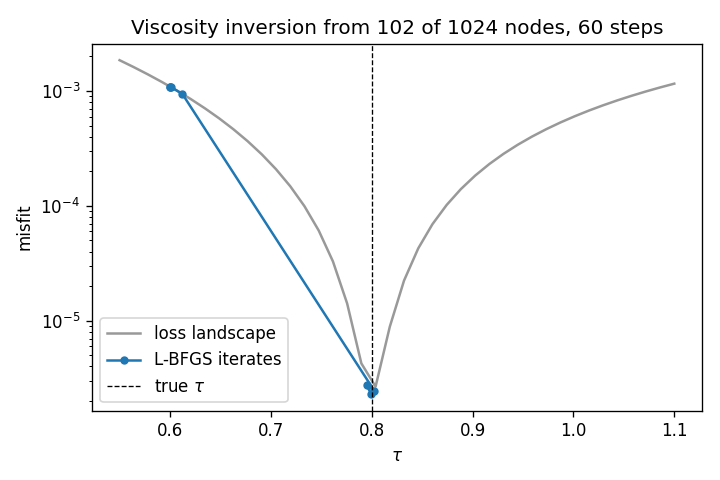 Viscosity inversion from 102 of 1024 nodes, 60 steps
misfit
10⁻³
10⁻⁴
10⁻⁵
loss landscape
L-BFGS iterates
true τ
0.6 0.7 0.8 0.9 1.0 1.1
τ